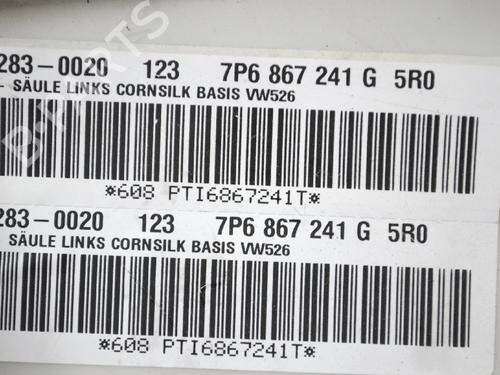 283-0020 123 7P6 867 241 G 5R0
- SÄULE LINKS CORNSILK BASIS VW526
*608 PTI6867241T*
283-0020 123 7P6 867 241 G 5R0
SÄULE LINKS CORNSILK BASIS VW526
*608 PTI6867241T*